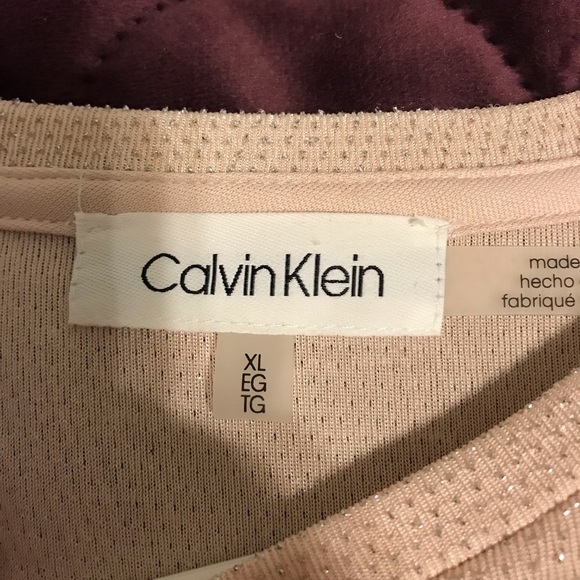 Calvin Klein
XL
EG
TG
made
hecho
fabriqué